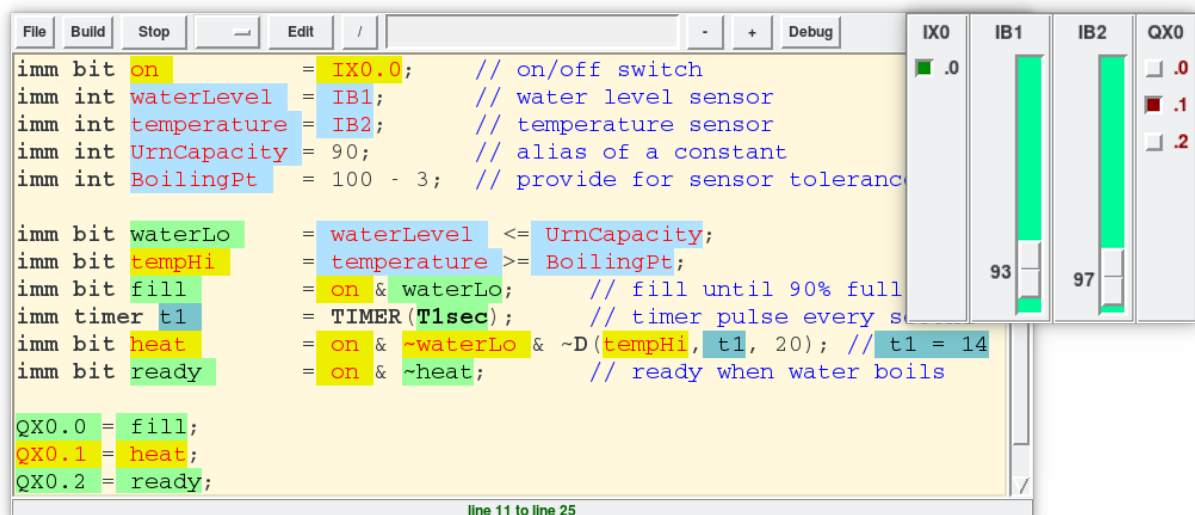 File Build Stop Edit / - + Debug
IX0 IB1 IB2 QX0
.0 .0
.1
.2
93 97
imm bit on = IX0.0; // on/off switch
imm int waterLevel = IB1; // water level sensor
imm int temperature = IB2; // temperature sensor
imm int UrnCapacity = 90; // alias of a constant
imm int BoilingPt = 100 - 3; // provide for sensor toleranc
imm bit waterLo = waterLevel <= UrnCapacity;
imm bit tempHi = temperature >= BoilingPt;
imm bit fill = on & waterLo; // fill until 90% full
imm timer t1 = TIMER(T1sec); // timer pulse every
imm bit heat = on & ~waterLo & ~D(tempHi, t1, 20); // t1 = 14
imm bit ready = on & ~heat; // ready when water boils
QX0.0 = fill;
QX0.1 = heat;
QX0.2 = ready;
line 11 to line 25